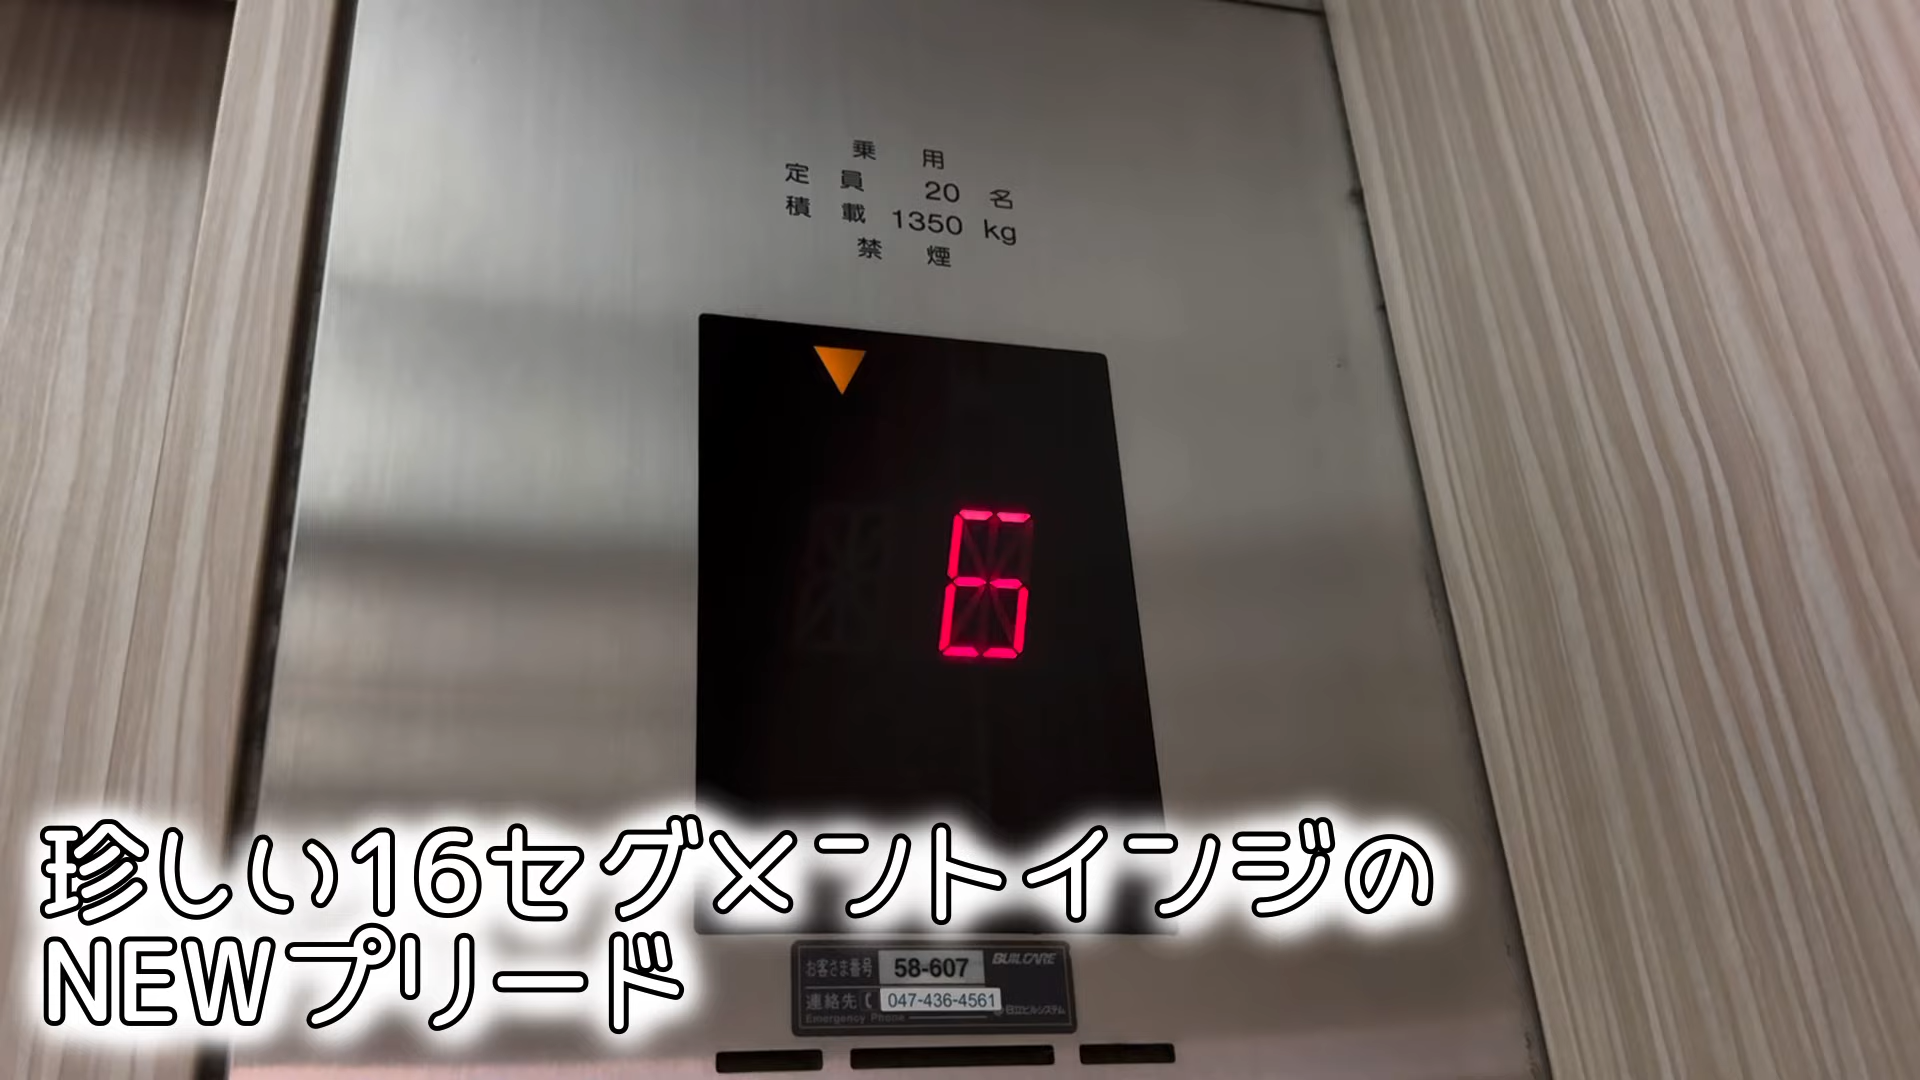 乗 用
定 員 20 名
積 載 1350 kg
禁 煙
6
珍しい16セグメントインジの
NEWプリード
お客さま番号 58-607 BUILCARE
連絡先 047-436-4561 日立ビルシステム
Emergency Phone